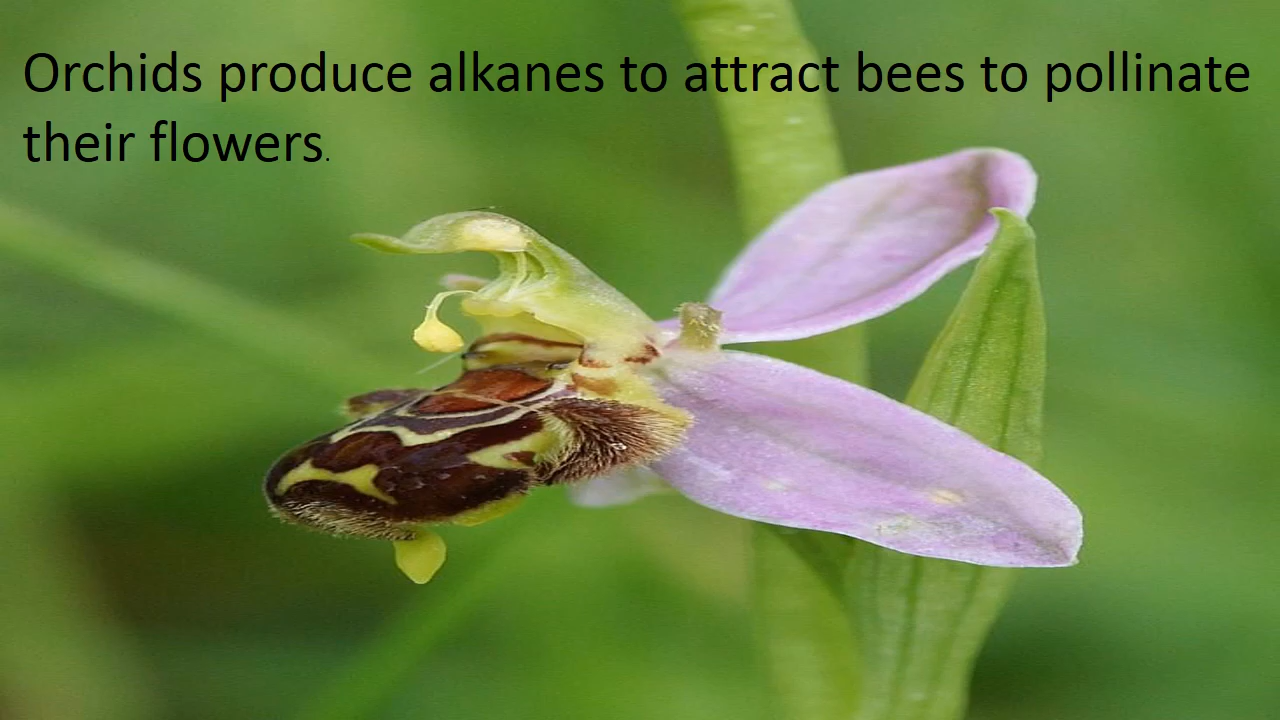 Orchids produce alkanes to attract bees to pollinate
their flowers.